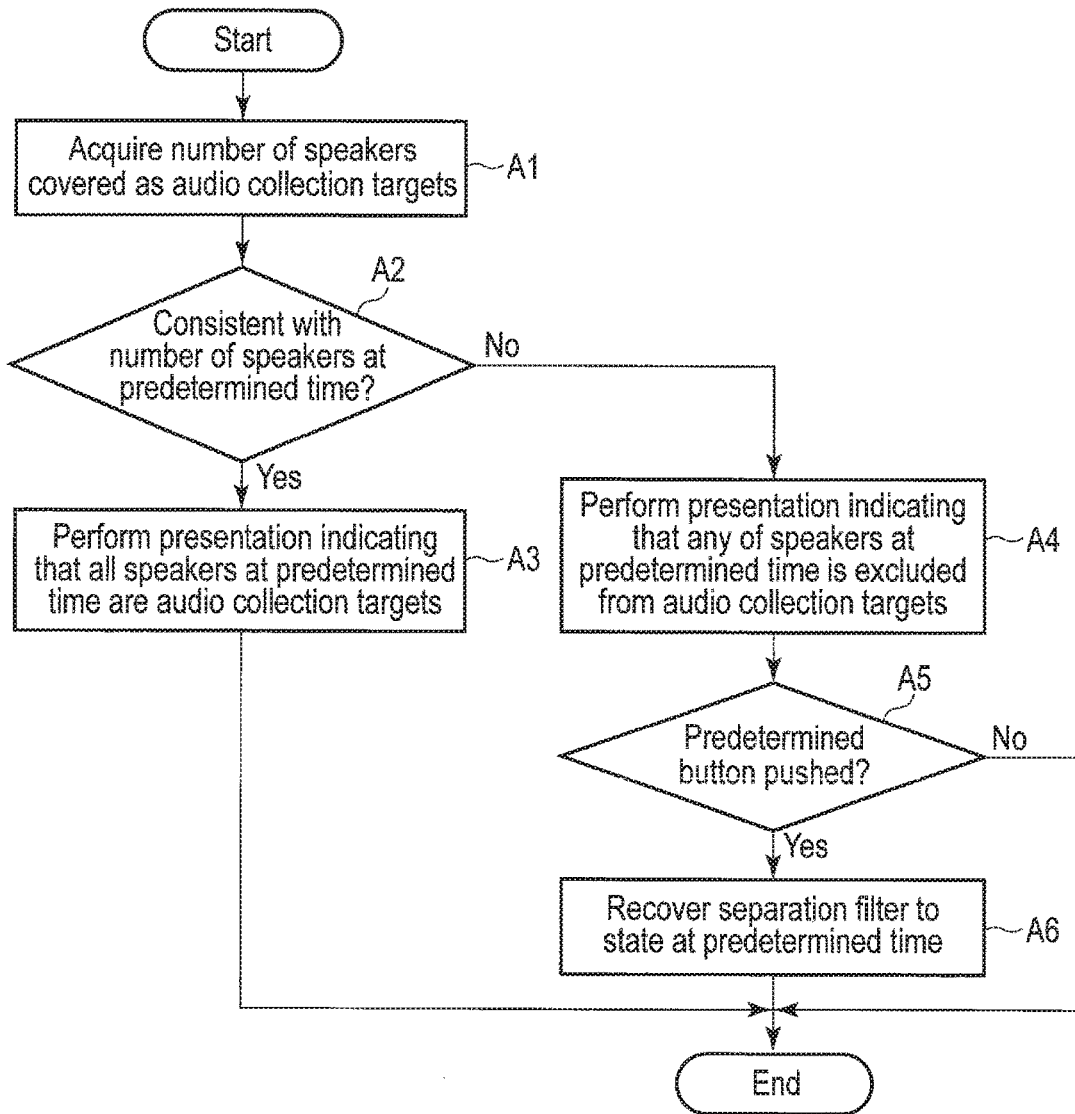 Start
Acquire number of speakers
covered as audio collection targets
A1
A2
Consistent with
number of speakers at
predetermined time?
No
Yes
Perform presentation indicating
that all speakers at predetermined
time are audio collection targets
A3
Perform presentation indicating
that any of speakers at
predetermined time is excluded
from audio collection targets
A4
A5
Predetermined
button pushed?
No
Yes
Recover separation filter to
state at predetermined time
A6
End